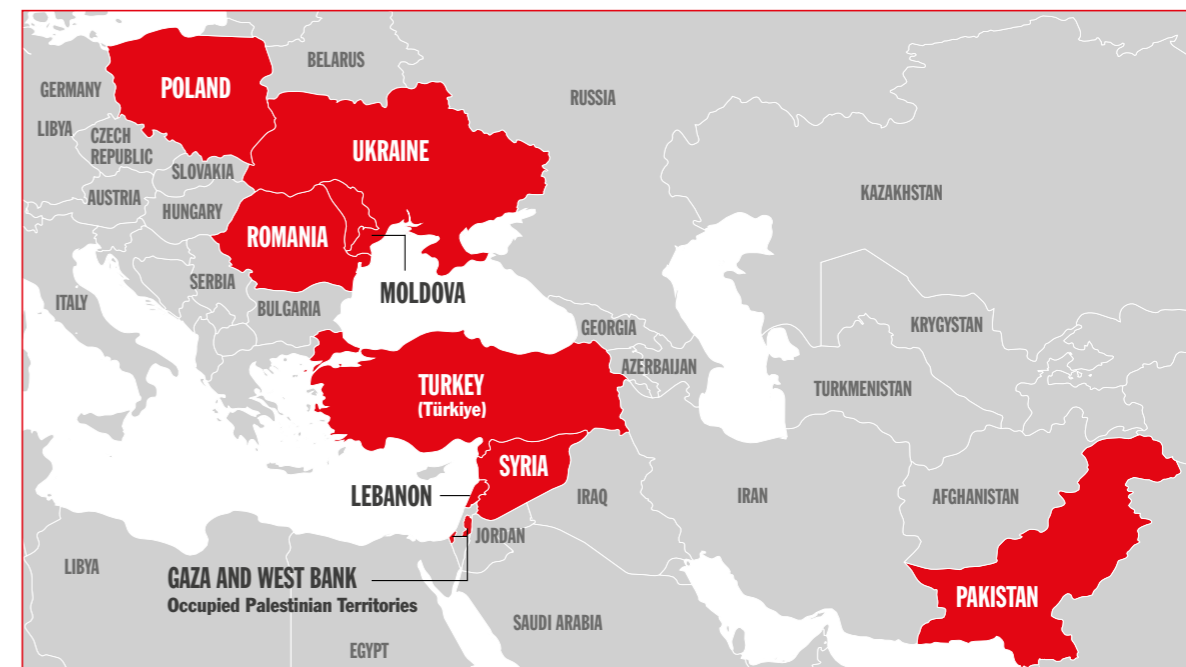 BELARUS
POLAND
GERMANY
RUSSIA
LIBYA
CZECH
REPUBLIC
UKRAINE
SLOVAKIA
AUSTRIA
KAZAKHSTAN
HUNGARY
ROMANIA
SERBIA
MOLDOVA
ITALY
BULGARIA
KRYGYSTAN
GEORGIA
AZERBAIJAN
TURKEY
(Türkiye)
TURKMENISTAN
SYRIA
LEBANON
IRAQ
IRAN
AFGHANISTAN
JORDAN
LIBYA
GAZA AND WEST BANK
Occupied Palestinian Territories
PAKISTAN
SAUDI ARABIA
EGYPT